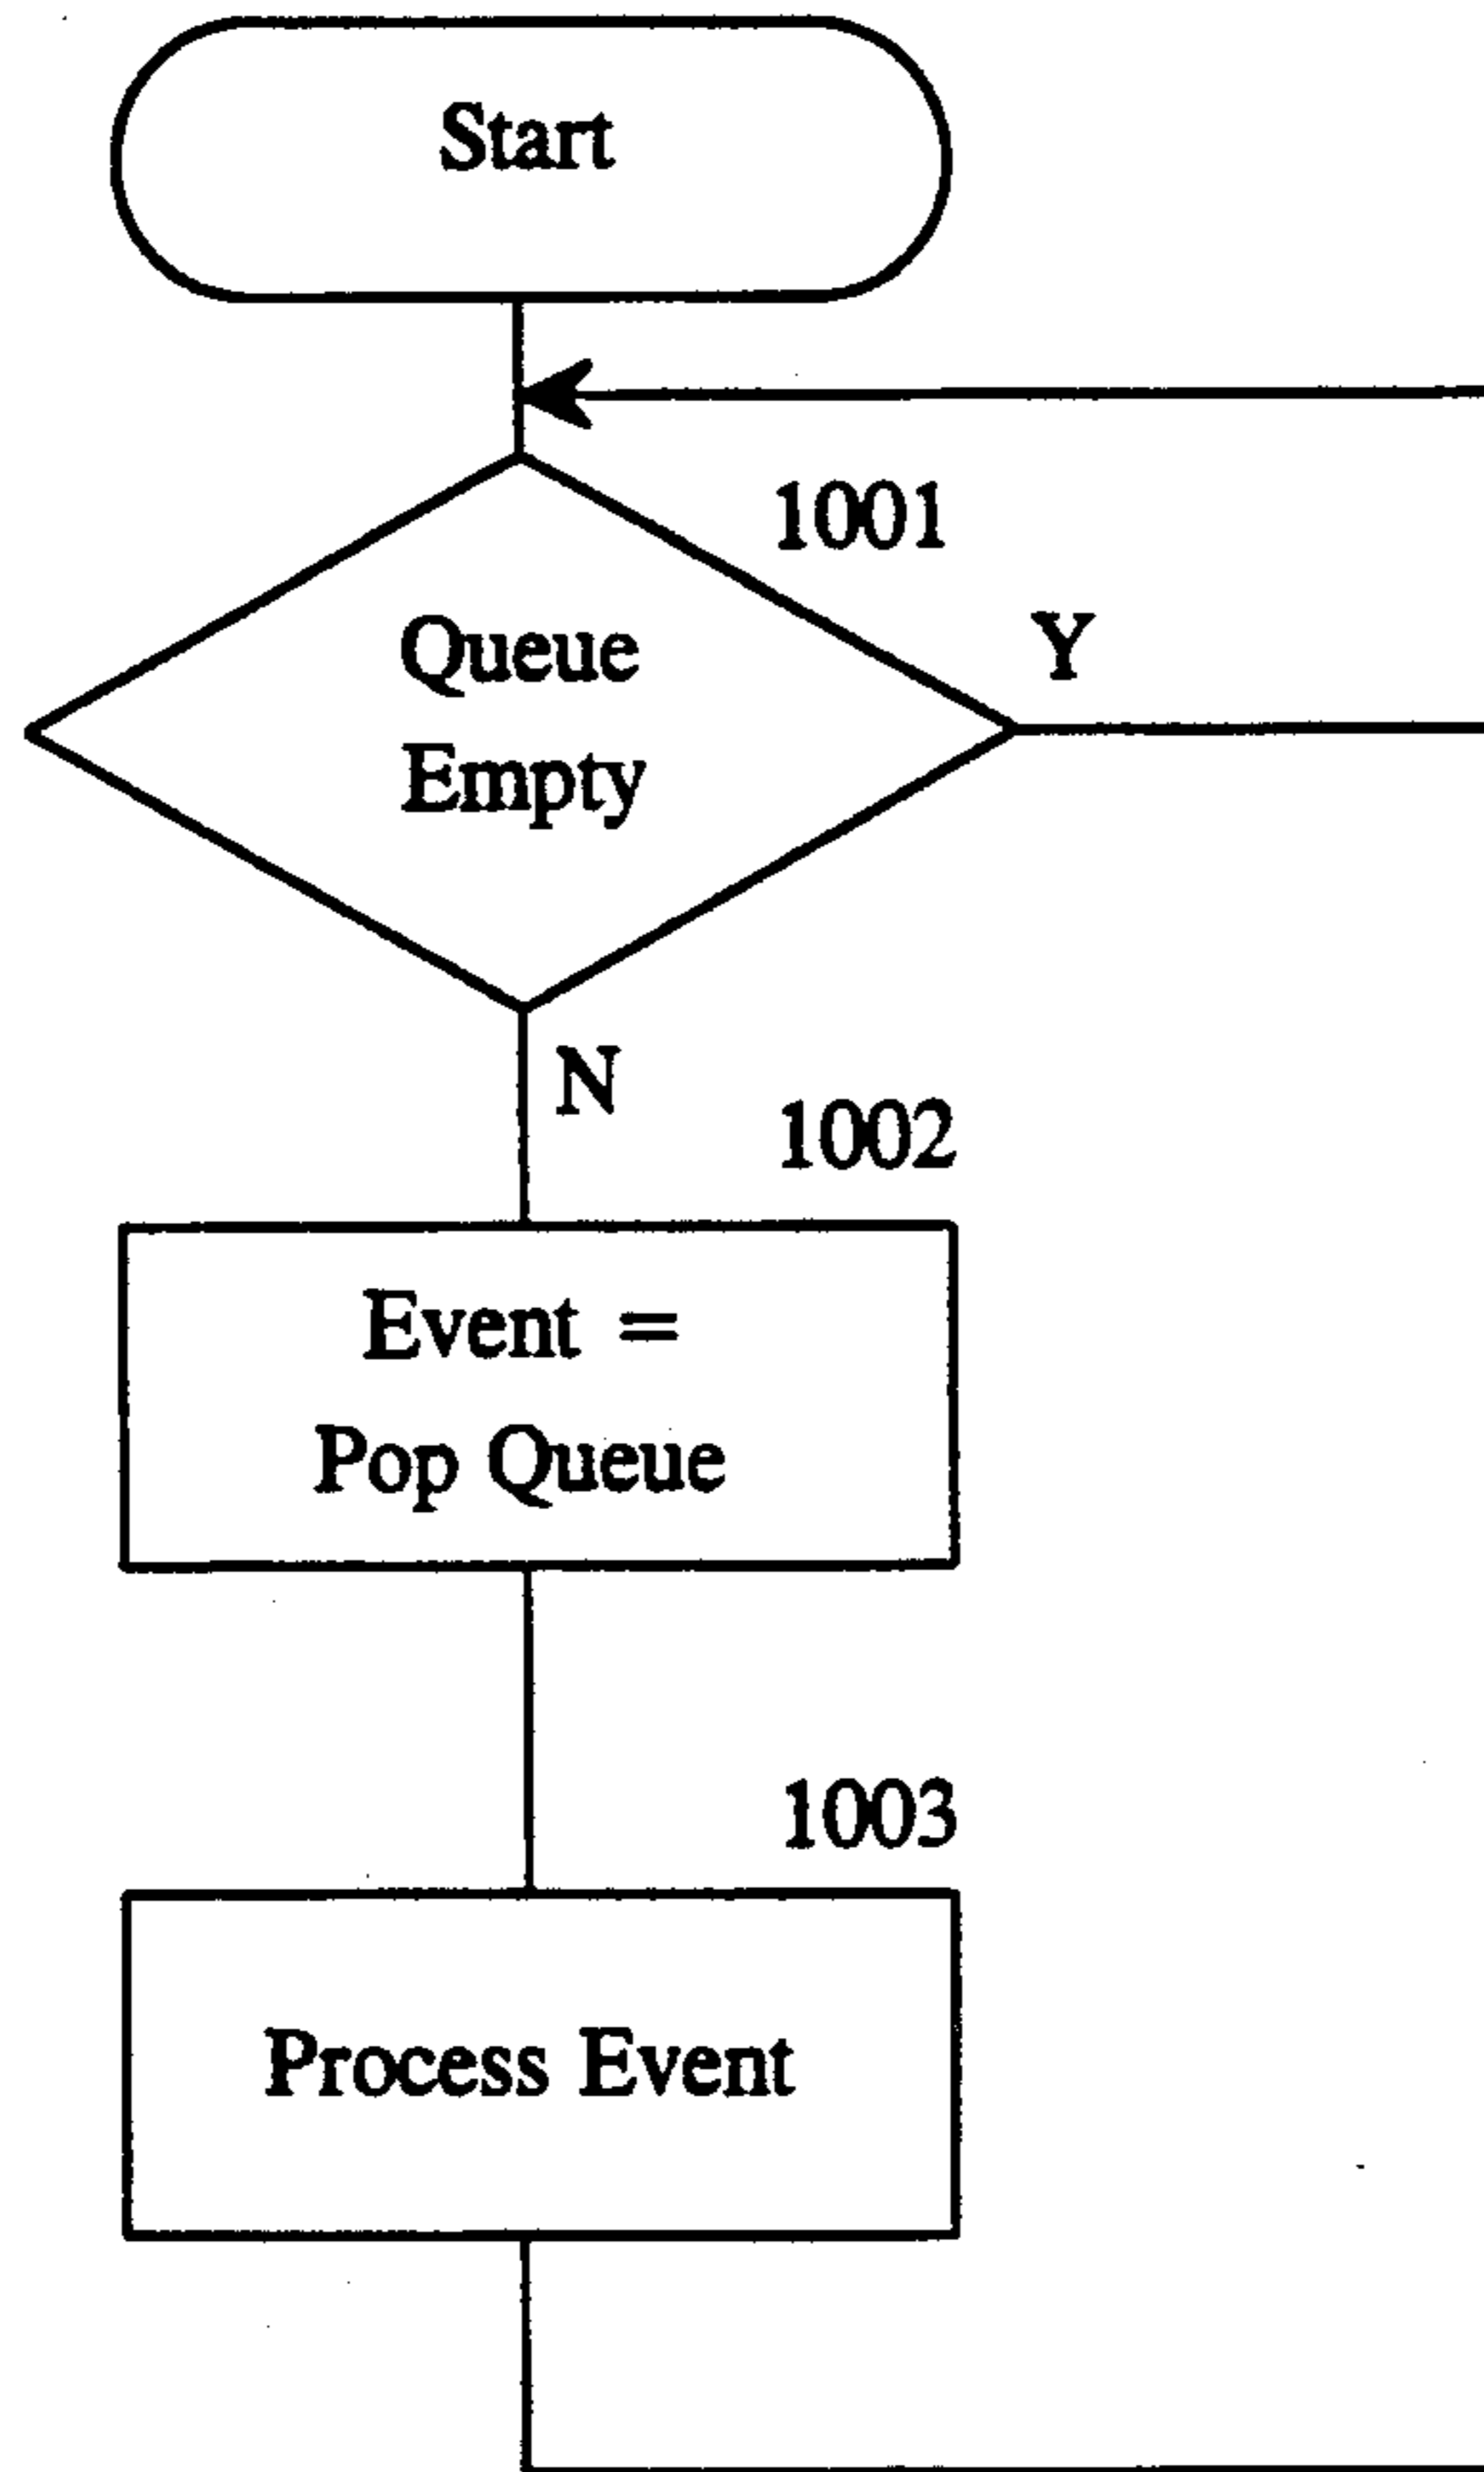 Start
1001
Queue
Empty
Y
N
1002
Event =
Pop Queue
1003
Process Event